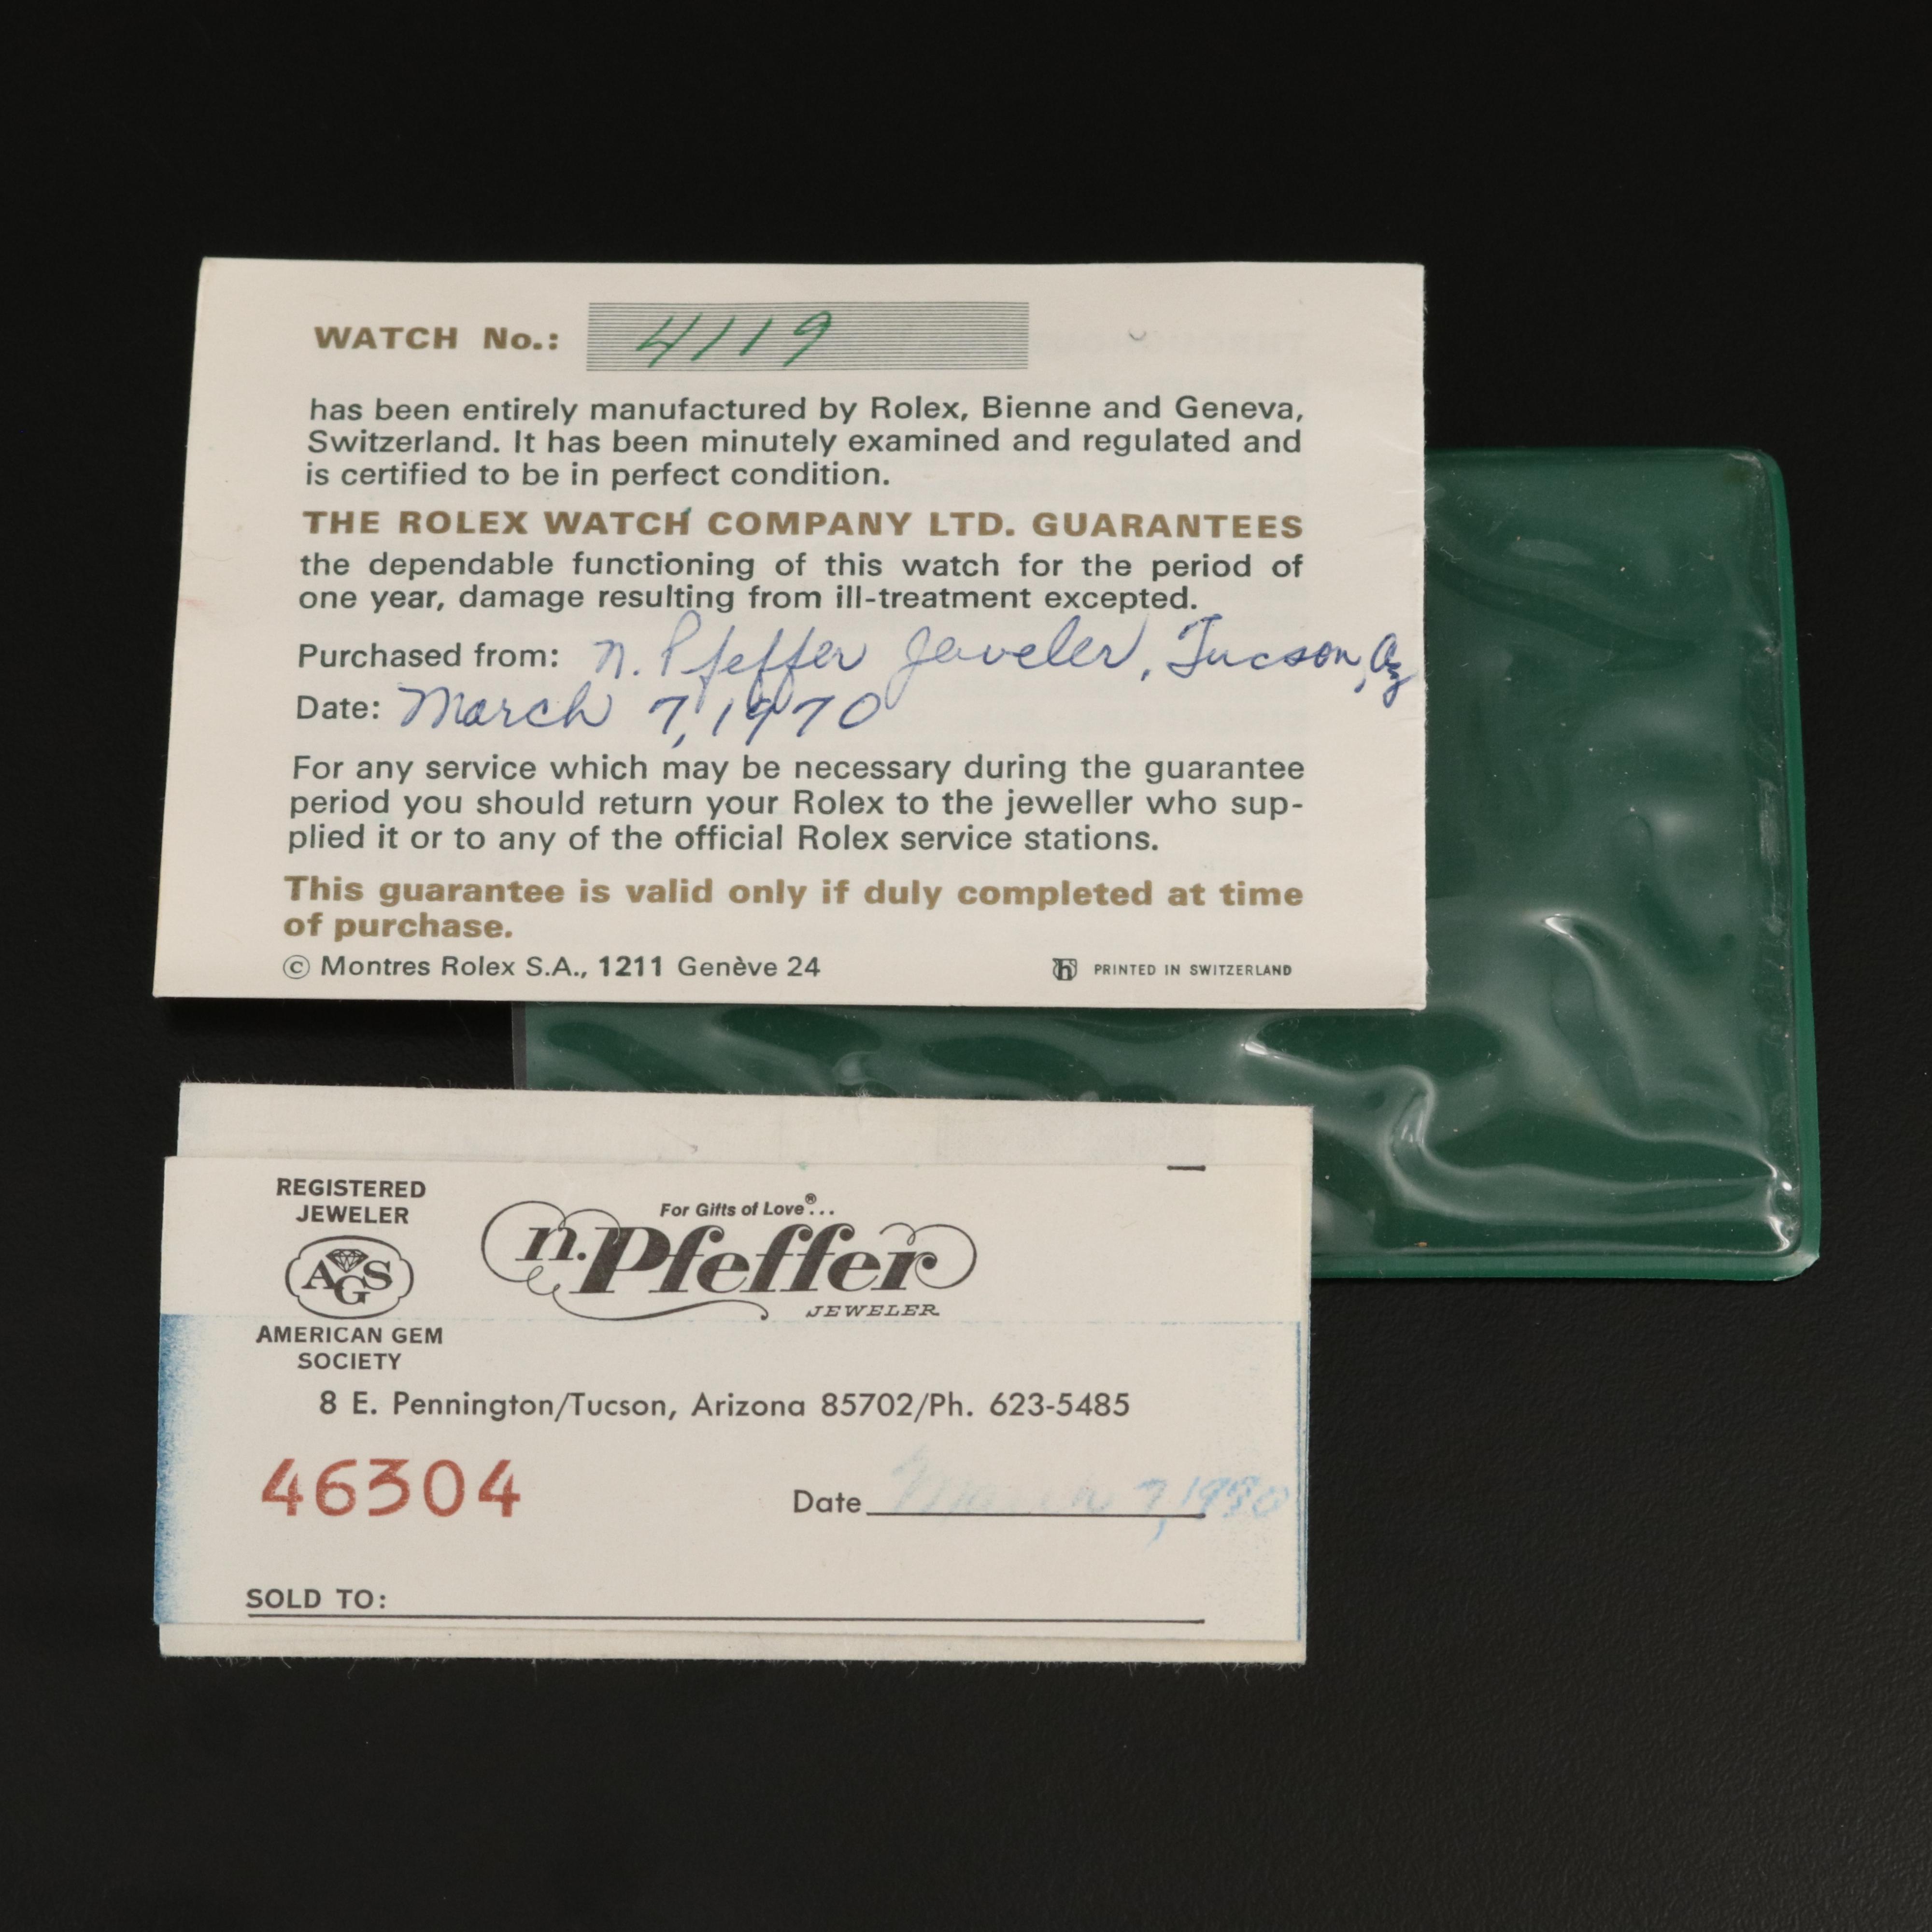 WATCH No.: 4119
has been entirely manufactured by Rolex, Bienne and Geneva,
Switzerland. It has been minutely examined and regulated and
is certified to be in perfect condition.
THE ROLEX WATCH COMPANY LTD. GUARANTEES
the dependable functioning of this watch for the period of
one year, damage resulting from ill-treatment excepted.
Purchased from: N. Pfeffer Jeweler, Tucson, Az
Date: March 7, 1970
For any service which may be necessary during the guarantee
period you should return your Rolex to the jeweller who sup-
plied it or to any of the official Rolex service stations.
This guarantee is valid only if duly completed at time
of purchase.
© Montres Rolex S.A., 1211 Genève 24
PRINTED IN SWITZERLAND
REGISTERED
JEWELER
AGS
AMERICAN GEM
SOCIETY
For Gifts of Love®...
n. Pfeffer
JEWELER
8 E. Pennington/Tucson, Arizona 85702/Ph. 623-5485
46304
Date March 7, 1970
SOLD TO: